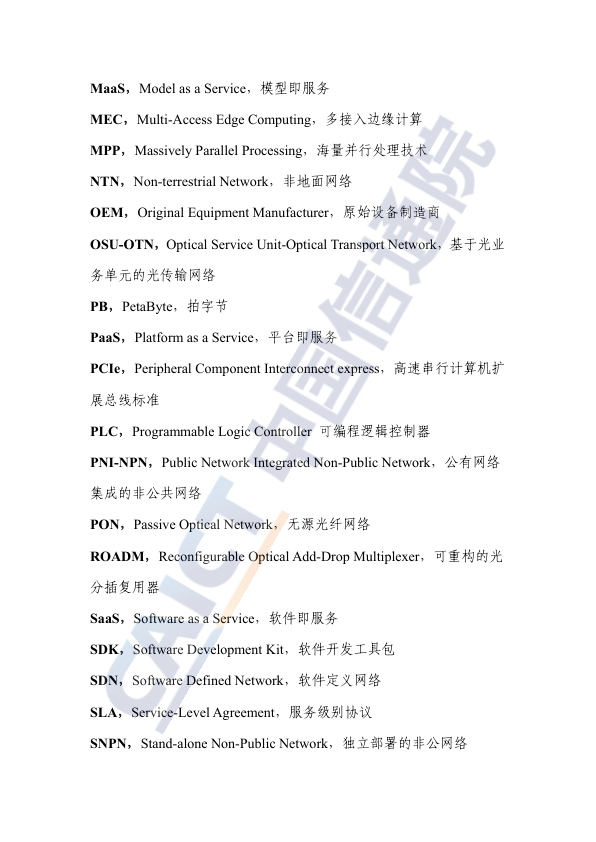 MaaS，Model as a Service，模型即服务
MEC，Multi-Access Edge Computing，多接入边缘计算
MPP，Massively Parallel Processing，海量并行处理技术
NTN，Non-terrestrial Network，非地面网络
OEM，Original Equipment Manufacturer，原始设备制造商
OSU-OTN，Optical Service Unit-Optical Transport Network，基于光业
务单元的光传输网络
PB，PetaByte，拍字节
PaaS，Platform as a Service，平台即服务
PCIe，Peripheral Component Interconnect express，高速串行计算机扩
展总线标准
PLC，Programmable Logic Controller 可编程逻辑控制器
PNI-NPN，Public Network Integrated Non-Public Network，公有网络
集成的非公共网络
PON，Passive Optical Network，无源光纤网络
ROADM，Reconfigurable Optical Add-Drop Multiplexer，可重构的光
分插复用器
SaaS，Software as a Service，软件即服务
SDK，Software Development Kit，软件开发工具包
SDN，Software Defined Network，软件定义网络
SLA，Service-Level Agreement，服务级别协议
SNPN，Stand-alone Non-Public Network，独立部署的非公网络
CAICT 中国信通院